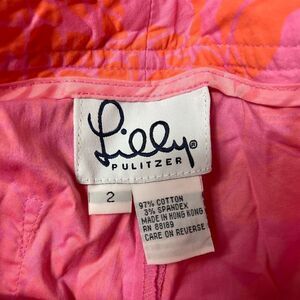 Lilly®
PULITZER
2
97% COTTON
3% SPANDEX
MADE IN HONG KONG
RN 88189
CARE ON REVERSE